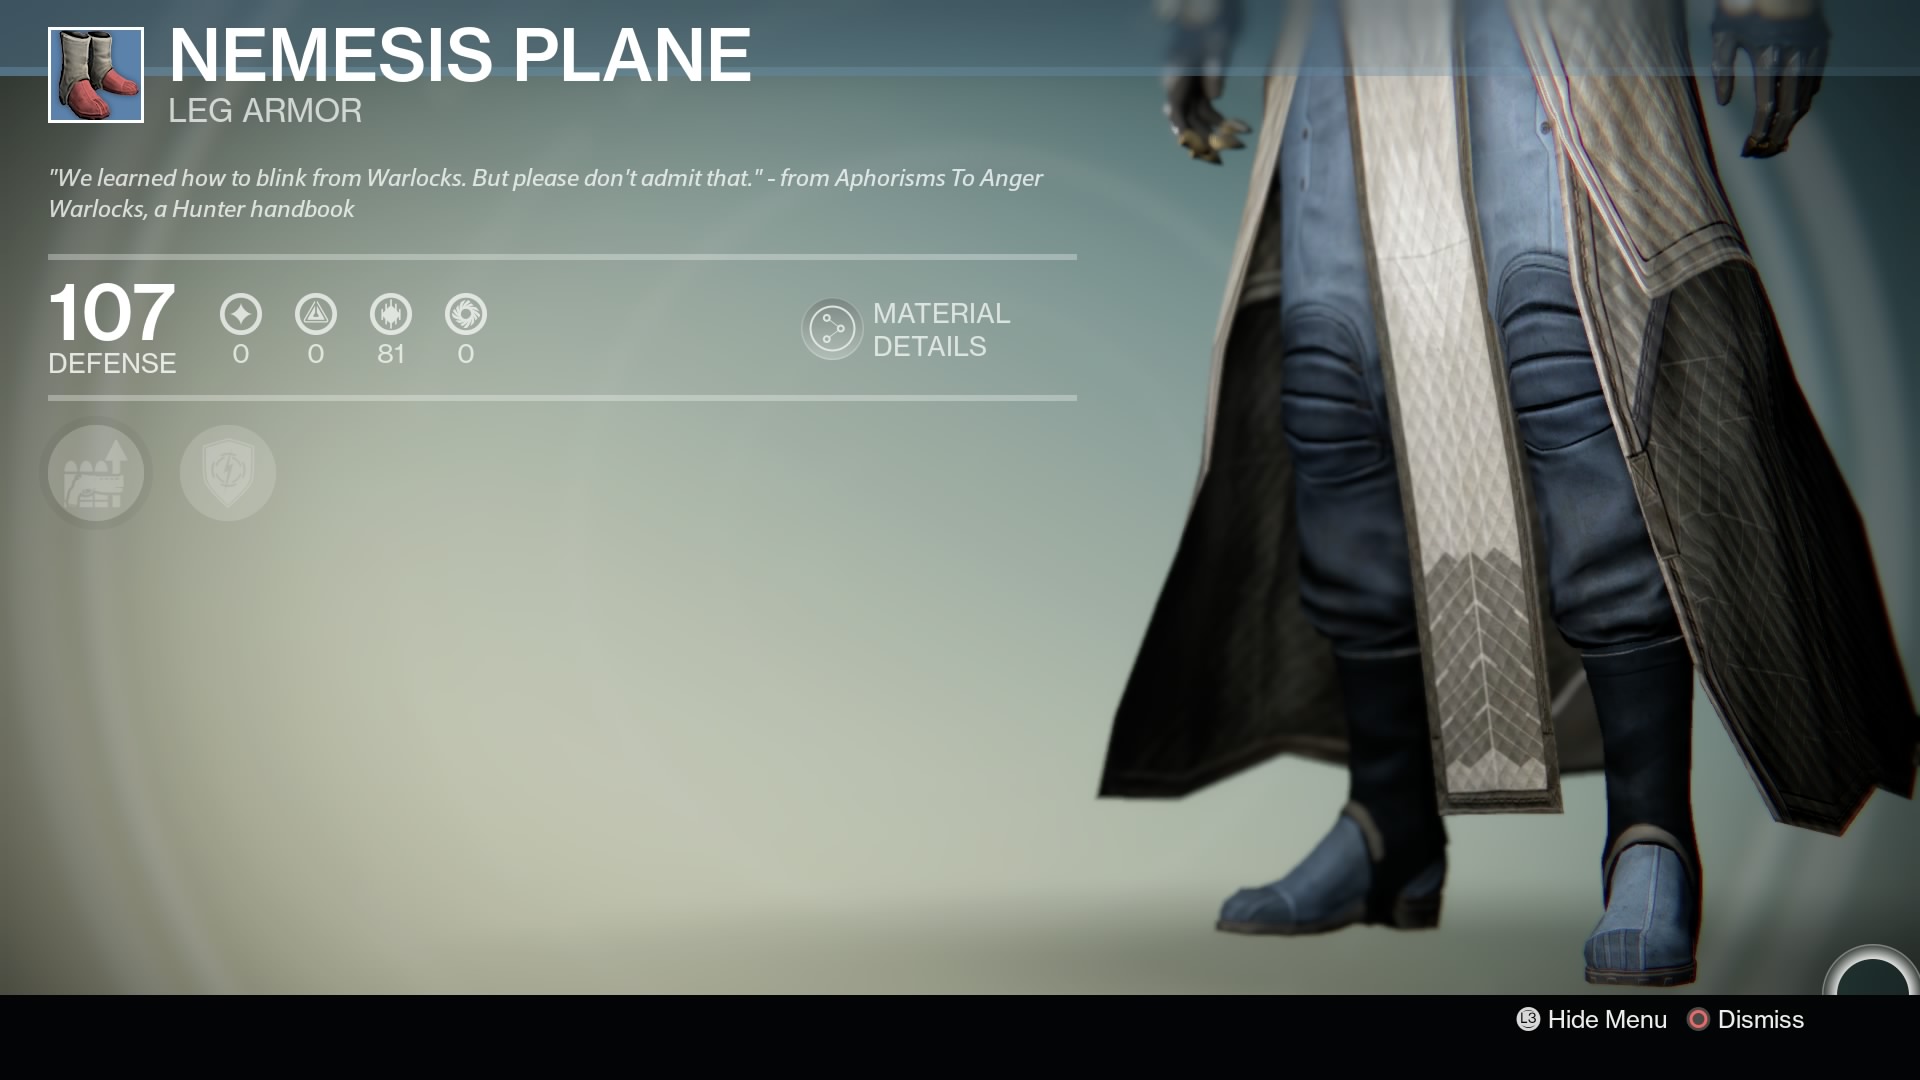 NEMESIS PLANE
LEG ARMOR
"We learned how to blink from Warlocks. But please don't admit that." - from Aphorisms To Anger
Warlocks, a Hunter handbook
107
DEFENSE
0
0
81
0
MATERIAL
DETAILS
L3 Hide Menu
Dismiss